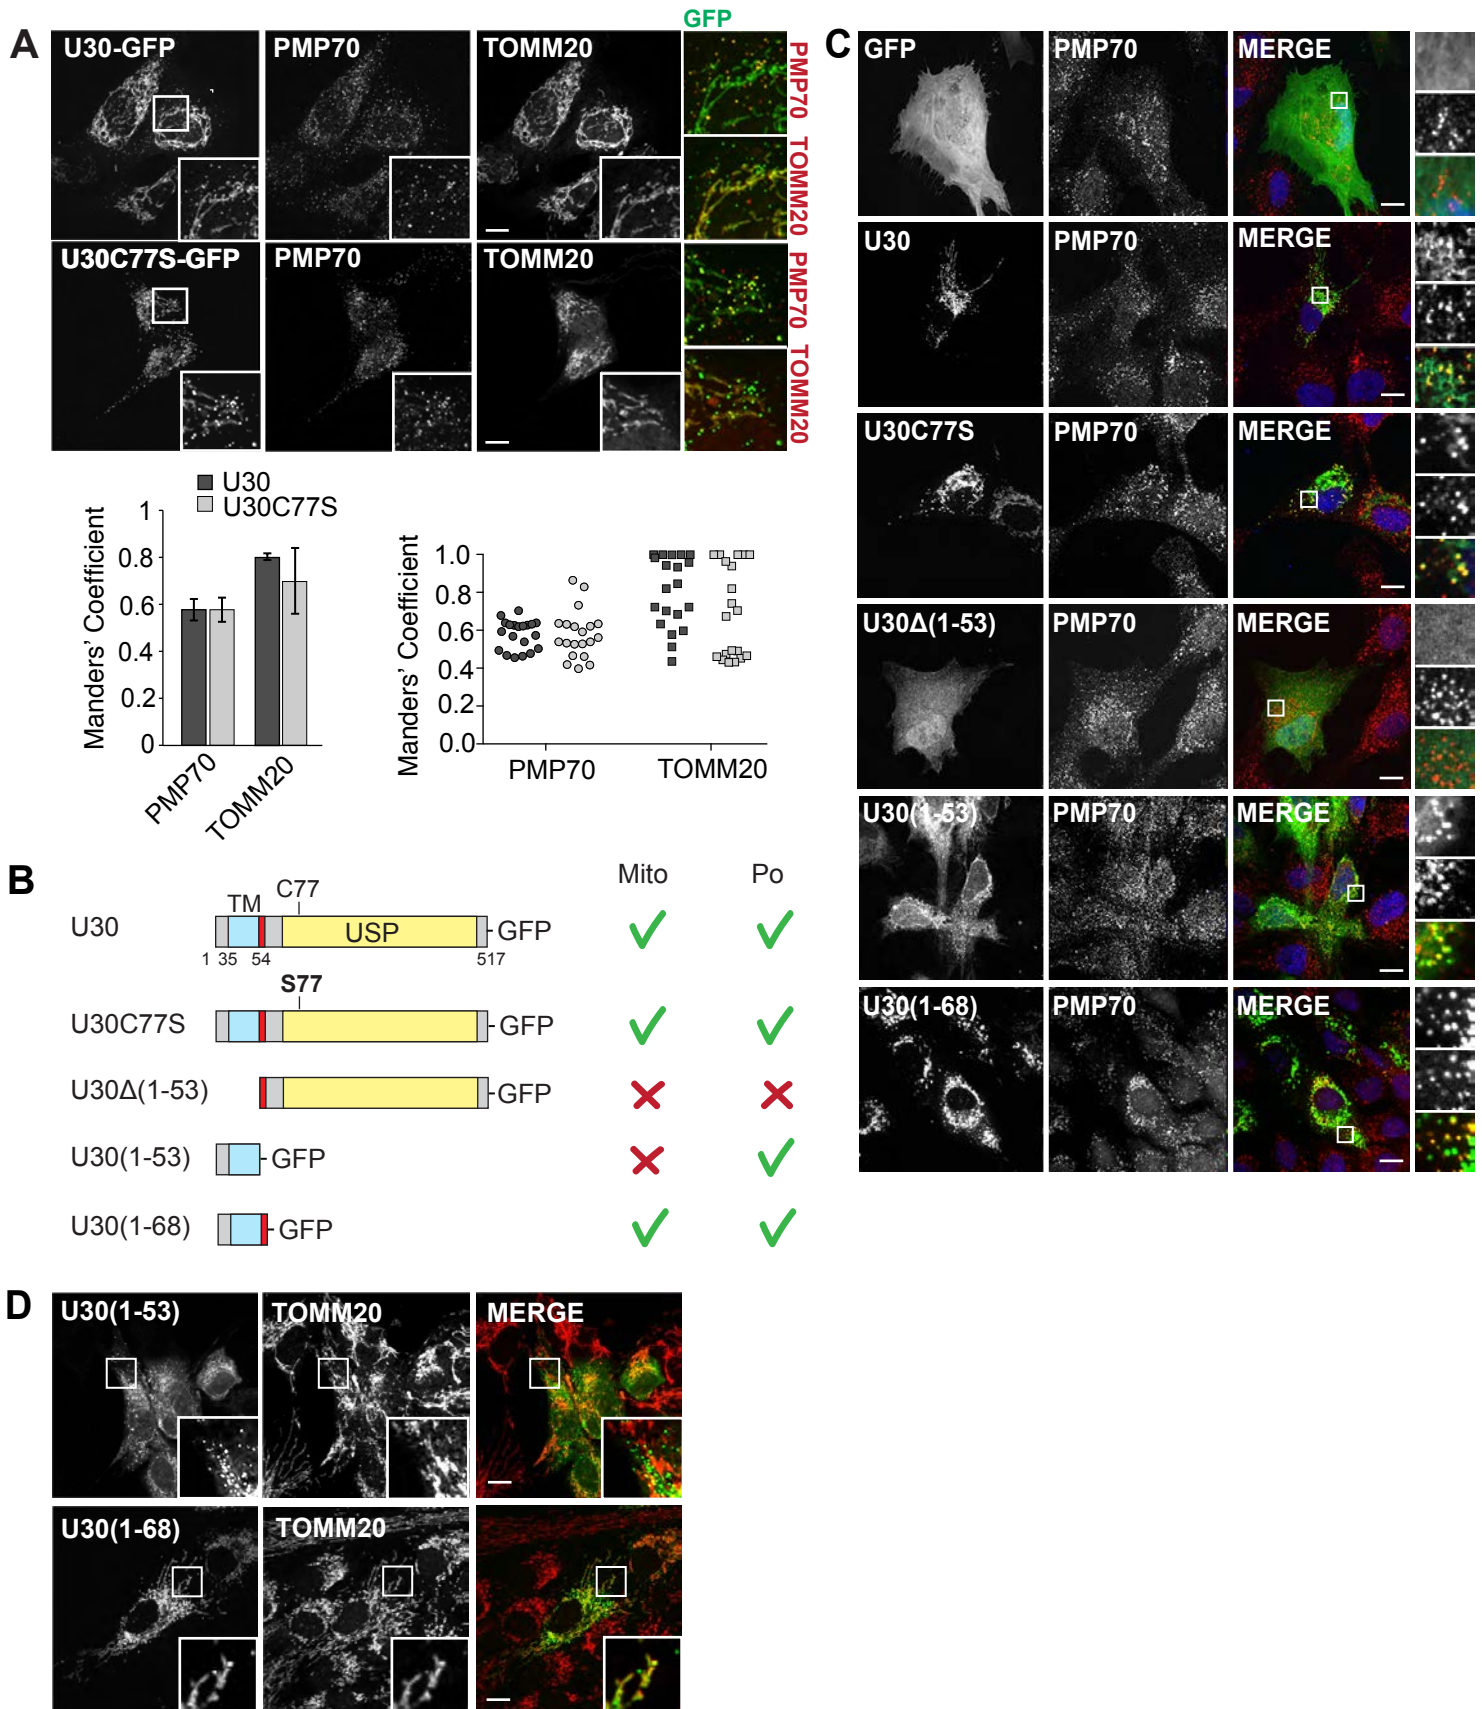 A
GFP
U30-GFP
PMP70
TOMM20
PMP70
TOMM20
U30C77S-GFP
PMP70
TOMM20
PMP70
TOMM20
U30
U30C77S
Manders' Coefficient
1
0.8
0.6
0.4
0.2
0
PMP70
TOMM20
Manders' Coefficient
1.0
0.8
0.6
0.4
0.2
0.0
PMP70
TOMM20
B
Mito
Po
U30
TM
C77
USP
GFP
1 35 54 517
S77
U30C77S
GFP
U30Δ(1-53)
GFP
U30(1-53)
GFP
U30(1-68)
GFP
C
GFP
PMP70
MERGE
U30
PMP70
MERGE
U30C77S
PMP70
MERGE
U30Δ(1-53)
PMP70
MERGE
U30(1-53)
PMP70
MERGE
U30(1-68)
PMP70
MERGE
D
U30(1-53)
TOMM20
MERGE
U30(1-68)
TOMM20